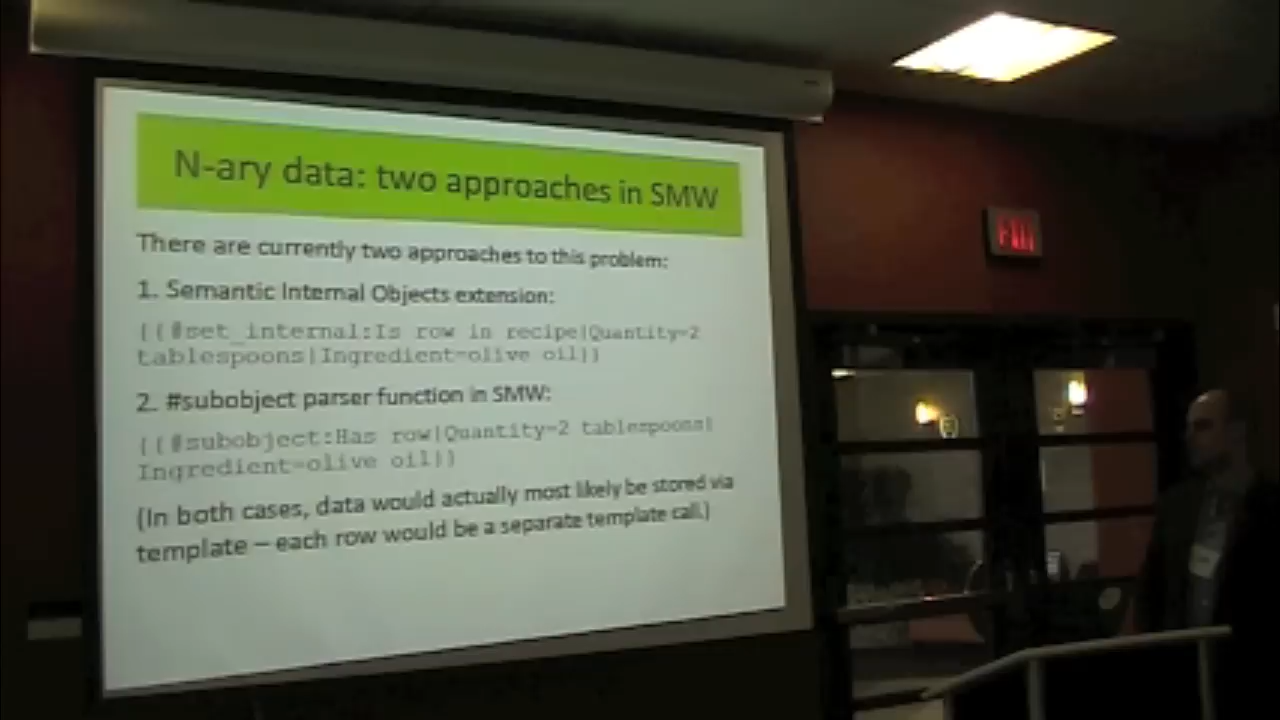 N-ary data: two approaches in SMW
There are currently two approaches to this problem:
1. Semantic Internal Objects extension:
{{#set_internal:Is row in recipe|Quantity=2
tablespoons|Ingredient=olive oil}}
2. #subobject parser function in SMW:
{{#subobject:Has row|Quantity=2 tablespoons|
Ingredient=olive oil}}
(In both cases, data would actually most likely be stored via
template – each row would be a separate template call.)
EXIT